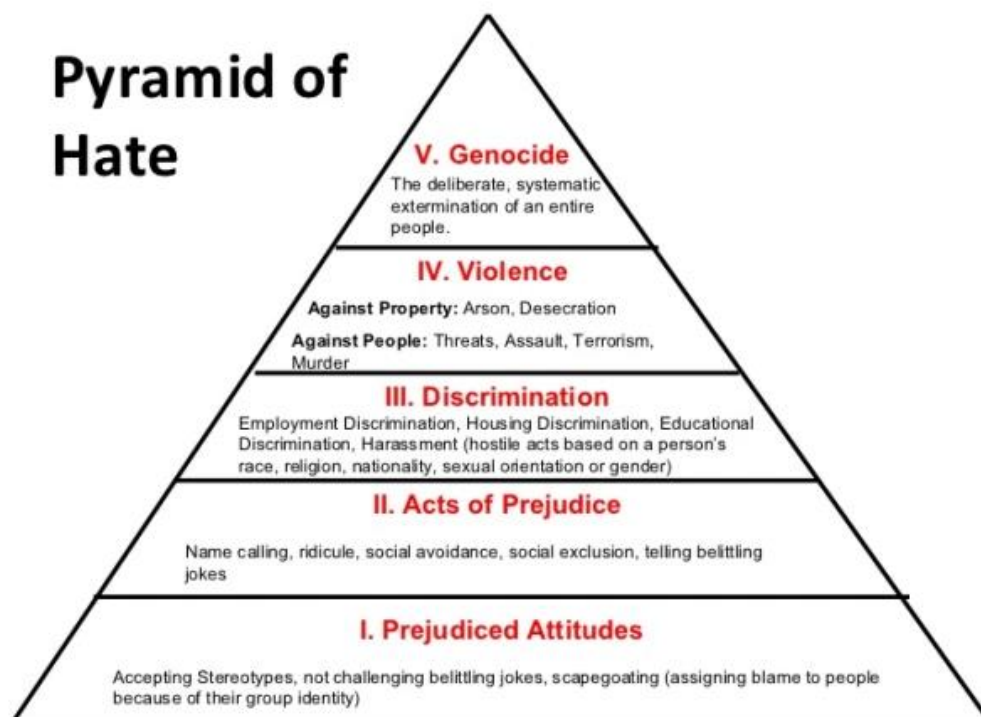 Pyramid of
Hate
V. Genocide
The deliberate, systematic
extermination of an entire
people.
IV. Violence
Against Property: Arson, Desecration
Against People: Threats, Assault, Terrorism,
Murder
III. Discrimination
Employment Discrimination, Housing Discrimination, Educational
Discrimination, Harassment (hostile acts based on a person's
race, religion, nationality, sexual orientation or gender)
II. Acts of Prejudice
Name calling, ridicule, social avoidance, social exclusion, telling belittling
jokes
I. Prejudiced Attitudes
Accepting Stereotypes, not challenging belittling jokes, scapegoating (assigning blame to people
because of their group identity)